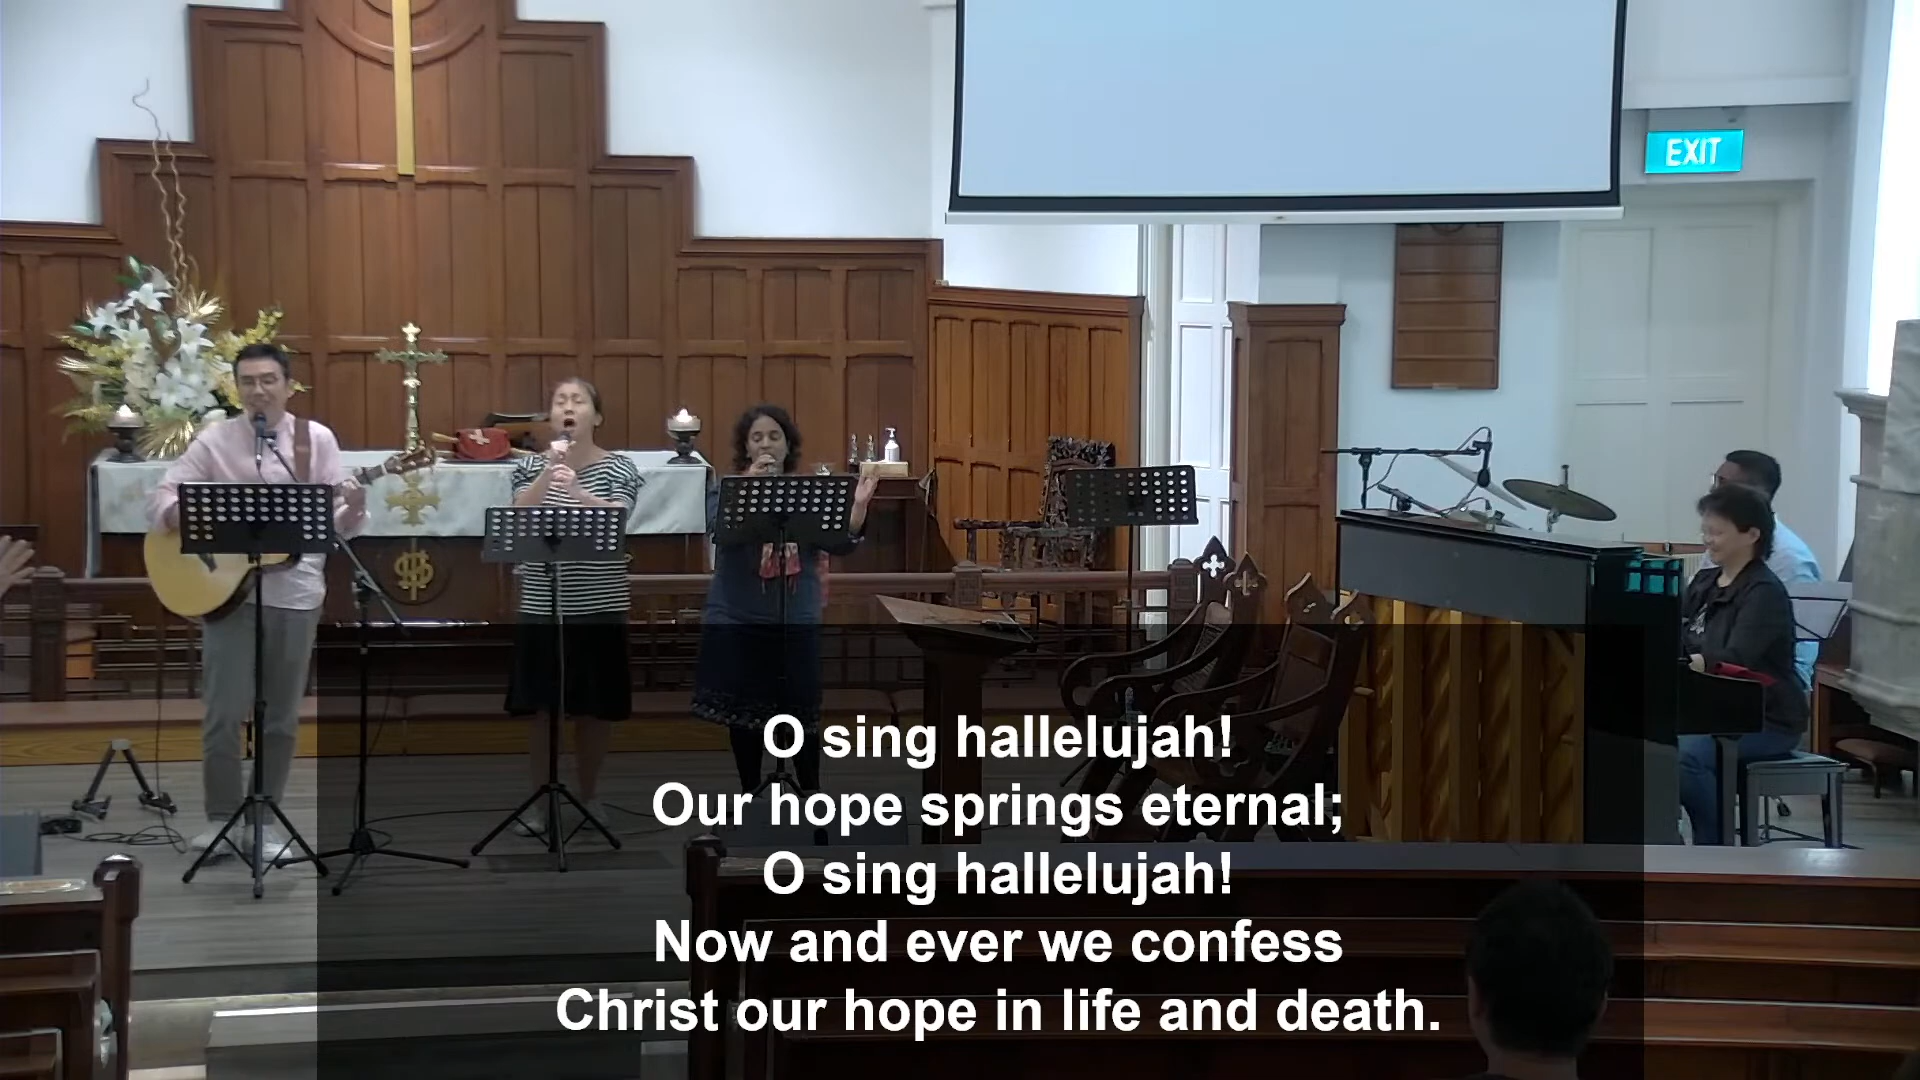 EXIT
O sing hallelujah!
Our hope springs eternal;
O sing hallelujah!
Now and ever we confess
Christ our hope in life and death.